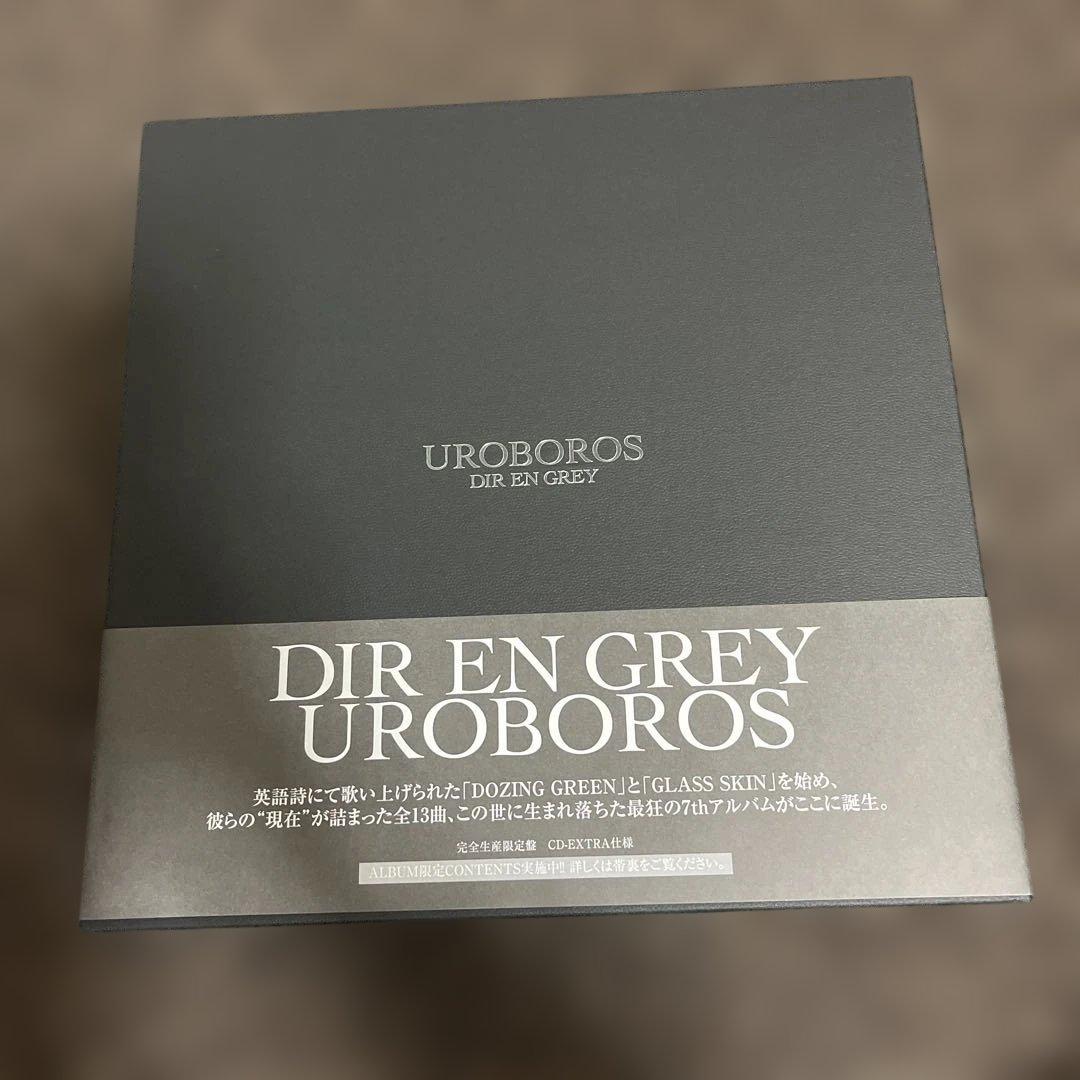 UROBOROS
DIR EN GREY
DIR EN GREY
UROBOROS
英語詩にて歌い上げられた「DOZING GREEN」と「GLASS SKIN」を始め、
彼らの“現在”が詰まった全13曲、この世に生まれ落ちた最狂の7thアルバムがここに誕生。
完全生産限定盤 CD-EXTRA仕様
ALBUM限定CONTENTS実施中!! 詳しくは帯裏をご覧ください。